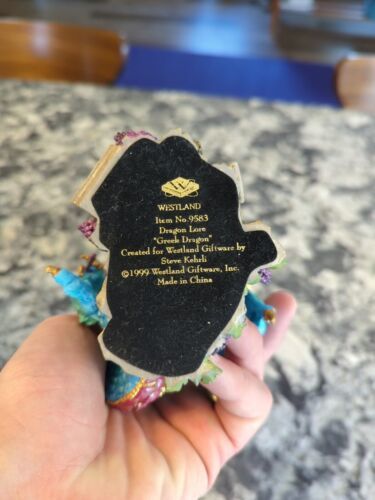 WESTLAND
Item No.9583
Dragon Lore
"Greek Dragon"
Created for Westland Giftware by
Steve Kehrli
©1999 Westland Giftware, Inc.
Made in China